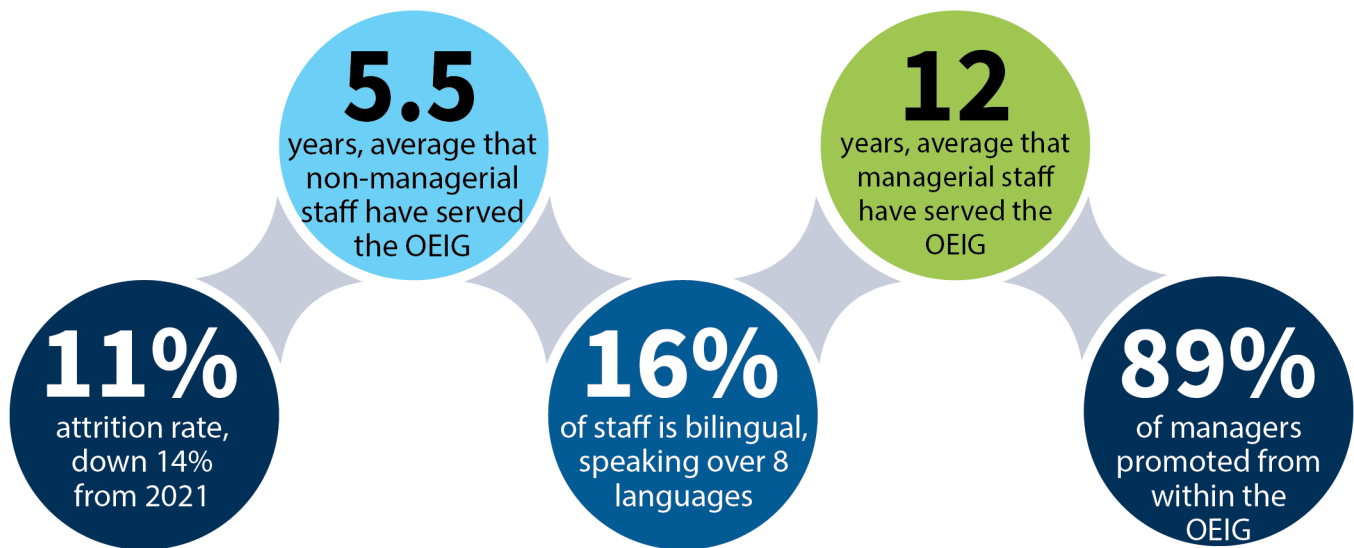 11%
attrition rate,
down 14%
from 2021
5.5
years, average that
non-managerial
staff have served
the OEIG
16%
of staff is bilingual,
speaking over 8
languages
12
years, average that
managerial staff
have served the
OEIG
89%
of managers
promoted from
within the
OEIG